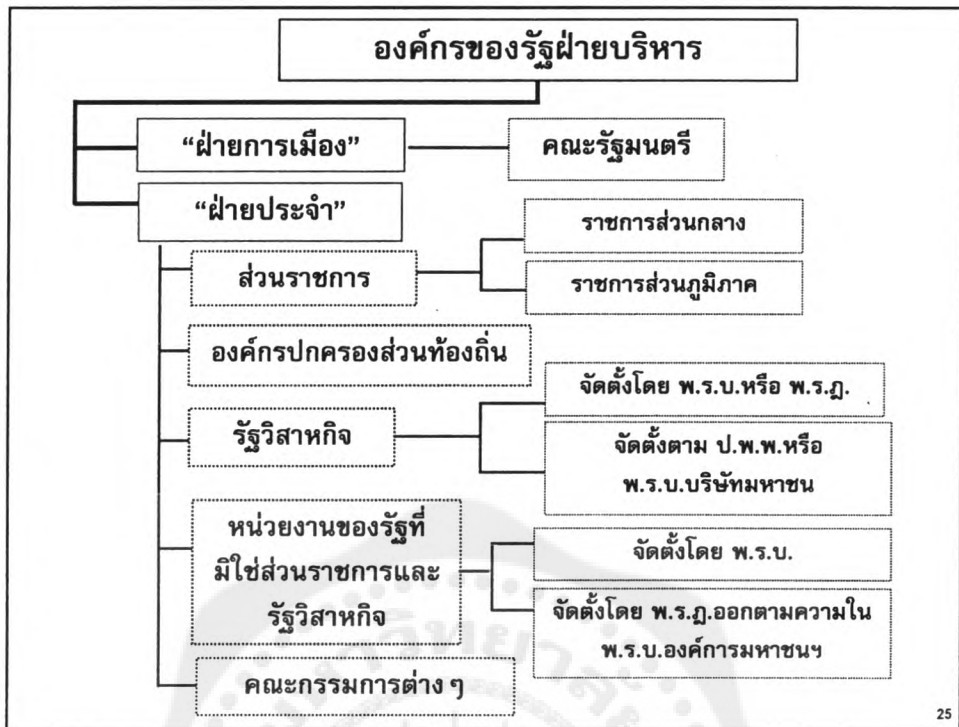 องค์กรของรัฐฝ่ายบริหาร
“ฝ่ายการเมือง”
คณะรัฐมนตรี
“ฝ่ายประจำ”
ส่วนราชการ
ราชการส่วนกลาง
ราชการส่วนภูมิภาค
องค์กรปกครองส่วนท้องถิ่น
รัฐวิสาหกิจ
จัดตั้งโดย พ.ร.บ.หรือ พ.ร.ฎ.
จัดตั้งตาม ป.พ.พ.หรือ
พ.ร.บ.บริษัทมหาชน
หน่วยงานของรัฐที่
มิใช่ส่วนราชการและ
รัฐวิสาหกิจ
จัดตั้งโดย พ.ร.บ.
จัดตั้งโดย พ.ร.ฎ.ออกตามความใน
พ.ร.บ.องค์การมหาชนฯ
คณะกรรมการต่าง ๆ
25